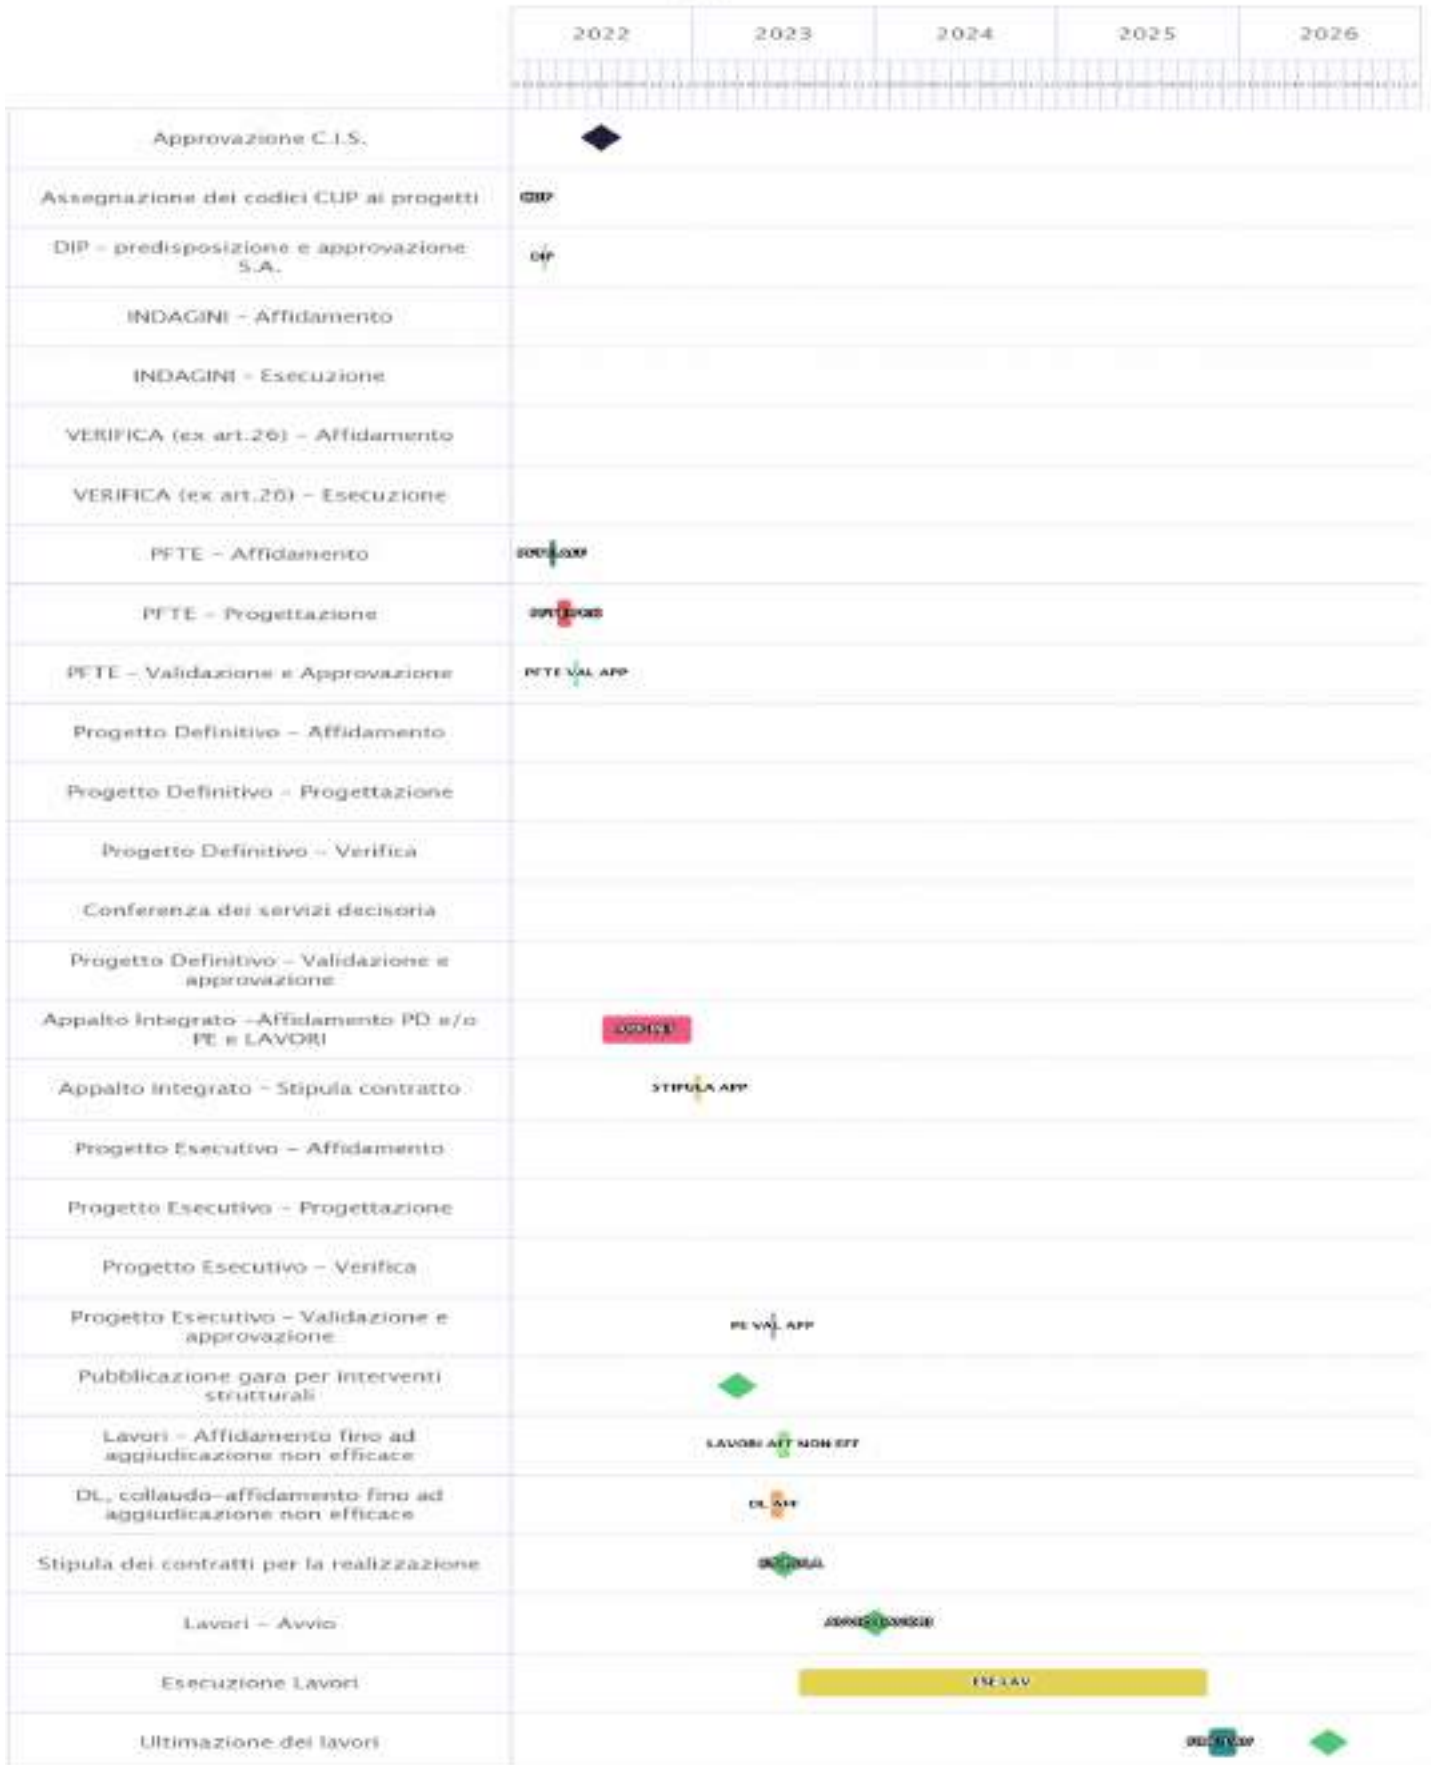 2022 2023 2024 2025 2026
Approvazione C.I.S.
Assegnazione dei codici CUP ai progetti CUP
DIP - predisposizione e approvazione
S.A.
DIP
INDAGINI - Affidamento
INDAGINI - Esecuzione
VERIFICA (ex art.26) - Affidamento
VERIFICA (ex art.26) - Esecuzione
PFTE - Affidamento
PFTE - Progettazione
PFTE - Validazione e Approvazione PFTE VAL APP
Progetto Definitivo - Affidamento
Progetto Definitivo - Progettazione
Progetto Definitivo - Verifica
Conferenza dei servizi decisoria
Progetto Definitivo - Validazione e
approvazione
Appalto Integrato -Affidamento PD e/o
PE e LAVORI
Appalto Integrato - Stipula contratto STIPULA APP
Progetto Esecutivo - Affidamento
Progetto Esecutivo - Progettazione
Progetto Esecutivo - Verifica
Progetto Esecutivo - Validazione e
approvazione
PE VAL APP
Pubblicazione gara per interventi
strutturali
Lavori - Affidamento fino ad
aggiudicazione non efficace
LAVORI AFF NON EFF
DL, collaudo-affidamento fino ad
aggiudicazione non efficace
DL AFF
Stipula dei contratti per la realizzazione
Lavori - Avvio
Esecuzione Lavori ESE LAV
Ultimazione dei lavori